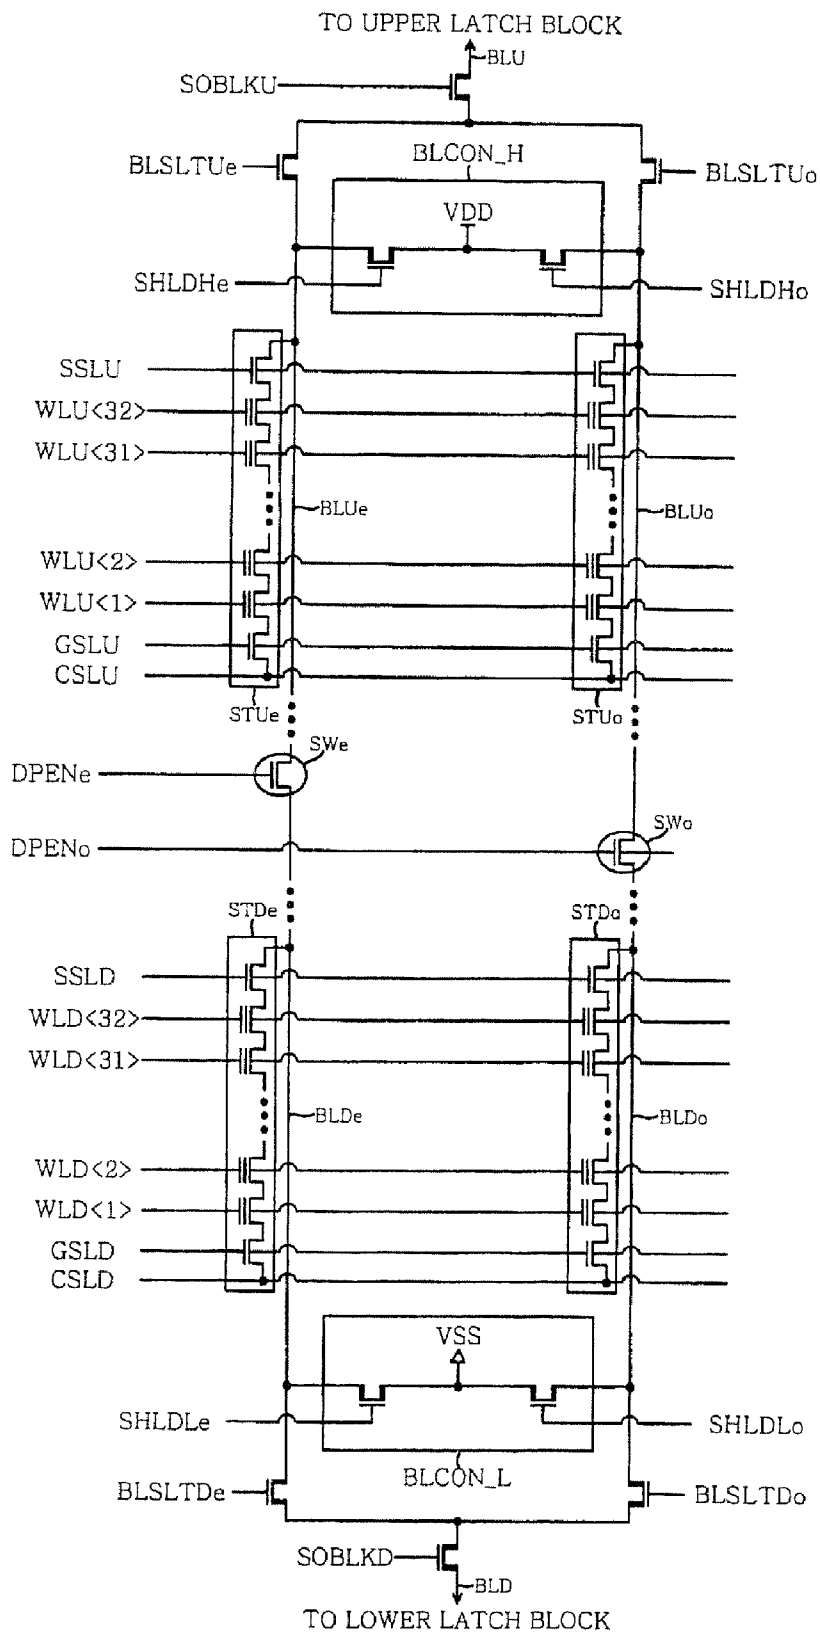 TO UPPER LATCH BLOCK
BLU
SOBLKU
BLCON_H
BLSLTUe
BLSLTUo
VDD
SHLDHe
SHLDHo
SSLU
WLU<32>
WLU<31>
BLUe
BLUo
WLU<2>
WLU<1>
GSLU
CSLU
STUe
STUo
SWe
DPENe
SWo
DPENo
STDe
STDo
SSLD
WLD<32>
WLD<31>
BLDe
BLDo
WLD<2>
WLD<1>
GSLD
CSLD
VSS
SHLDLe
SHLDLo
BLCON_L
BLSLTDe
BLSLTDo
SOBLKD
BLD
TO LOWER LATCH BLOCK